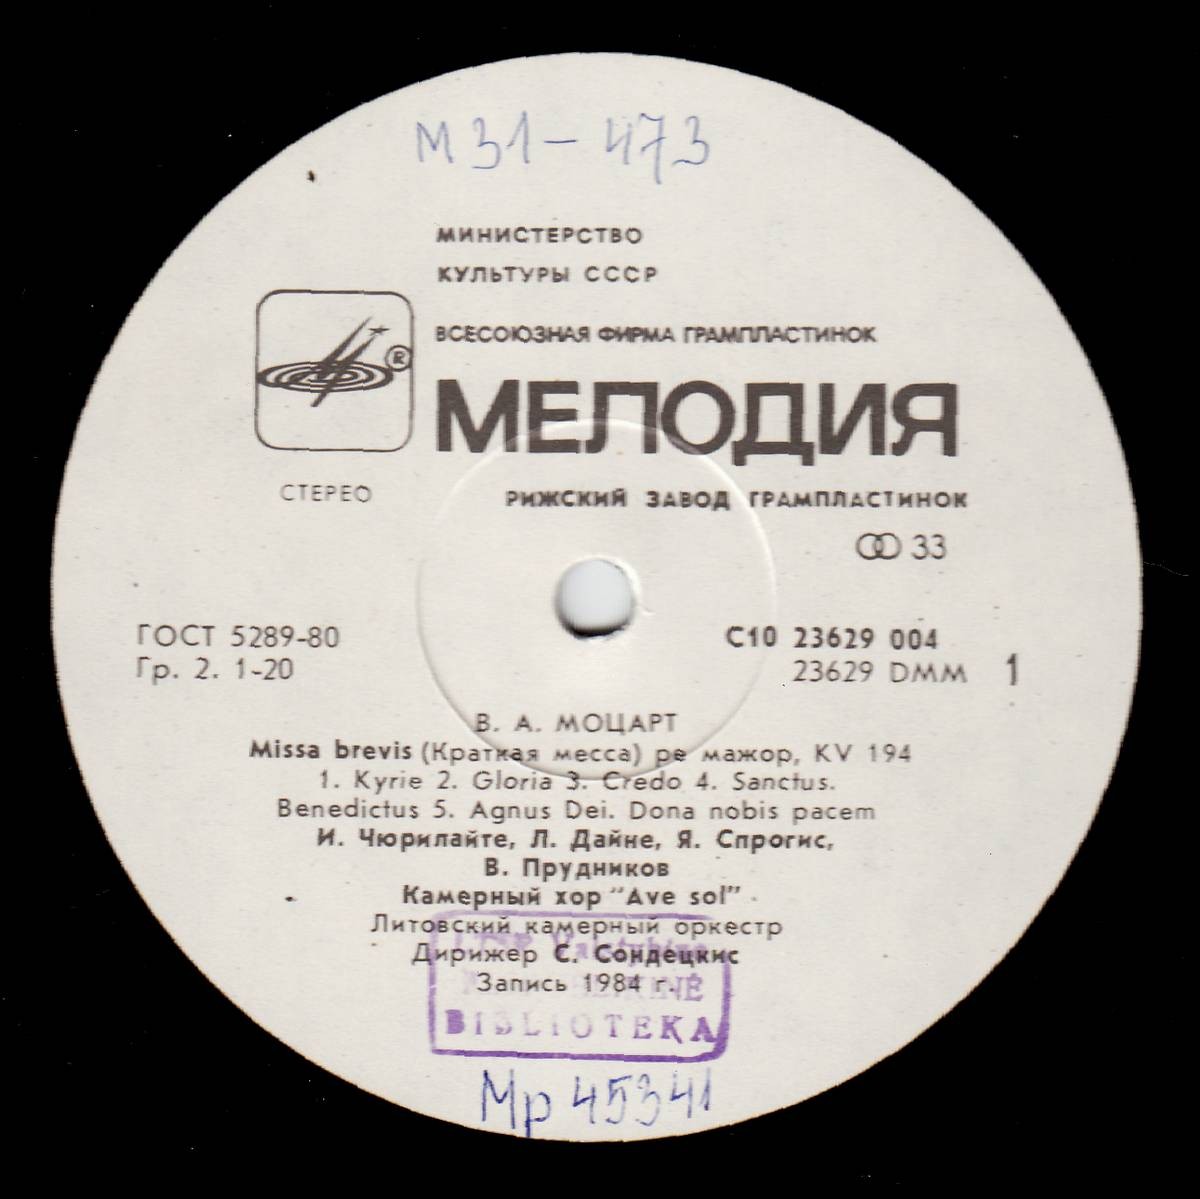 М31-473
МИНИСТЕРСТВО
КУЛЬТУРЫ СССР
ВСЕСОЮЗНАЯ ФИРМА ГРАМПЛАСТИНОК
®
МЕЛОДИЯ
СТЕРЕО
РИЖСКИЙ ЗАВОД ГРАМПЛАСТИНОК
33
ГОСТ 5289-80
Гр. 2. 1-20
С10 23629 004
23629 DMM 1
В. А. МОЦАРТ
Missa brevis (Краткая месса) ре мажор, KV 194
1. Kyrie 2. Gloria 3. Credo 4. Sanctus.
Benedictus 5. Agnus Dei. Dona nobis pacem
И. Чюрилайте, Л. Дайне, Я. Спрогис,
В. Прудников
Камерный хор "Ave sol"
Литовский камерный оркестр
Дирижер С. Сондецкис
Запись 1984 г.
BIBLIOTEKA
Мр 45341